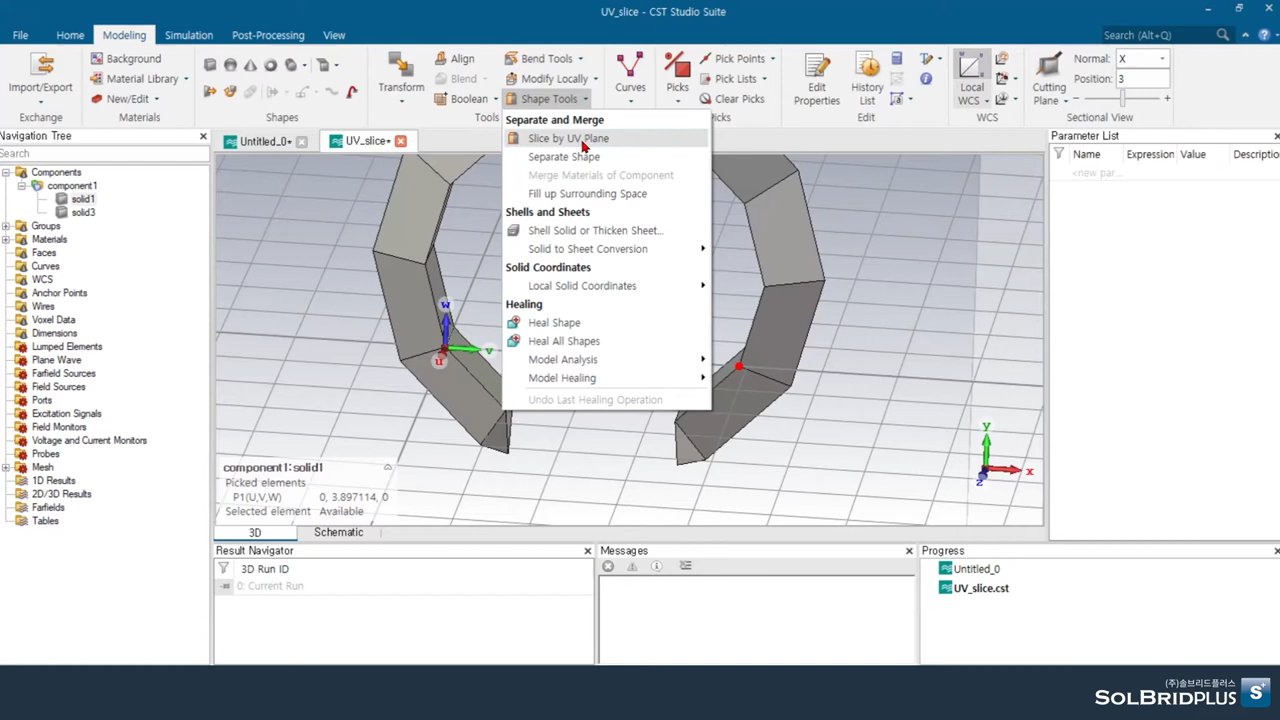 UV_slice - CST Studio Suite
File Home Modeling Simulation Post-Processing View Search (Alt+Q)
Import/Export
Background
Material Library
New/Edit
Transform
Align
Blend
Boolean
Bend Tools
Modify Locally
Shape Tools
Curves
Picks
Pick Points
Pick Lists
Clear Picks
Edit
Properties
History
List
Local
WCS
Cutting
Plane
Normal: X
Position: 3
Exchange Materials Shapes Tools Picks WCS Sectional View
Separate and Merge
Slice by UV Plane
Separate Shape
Merge Materials of Component
Fill up Surrounding Space
Shells and Sheets
Shell Solid or Thicken Sheet...
Solid to Sheet Conversion
Solid Coordinates
Local Solid Coordinates
Healing
Heal Shape
Heal All Shapes
Model Analysis
Model Healing
Undo Last Healing Operation
Navigation Tree
Search
Components
component1
solid1
solid3
Groups
Materials
Faces
Curves
WCS
Anchor Points
Wires
Voxel Data
Dimensions
Lumped Elements
Plane Wave
Farfield Sources
Field Sources
Ports
Excitation Signals
Field Monitors
Voltage and Current Monitors
Probes
Mesh
1D Results
2D/3D Results
Farfields
Tables
Untitled_0*
UV_slice*
w
v
u
y
x
z
component1:solid1
Picked elements
P1(U,V,W) 0, 3.897114, 0
Selected element Available
3D Schematic
Parameter List
Name Expression Value Descriptio
<new par...
Result Navigator
3D Run ID
0: Current Run
Messages
Progress
Untitled_0
UV_slice.cst
(주)솔브리드플러스
SOLBRIDPLUS
S+